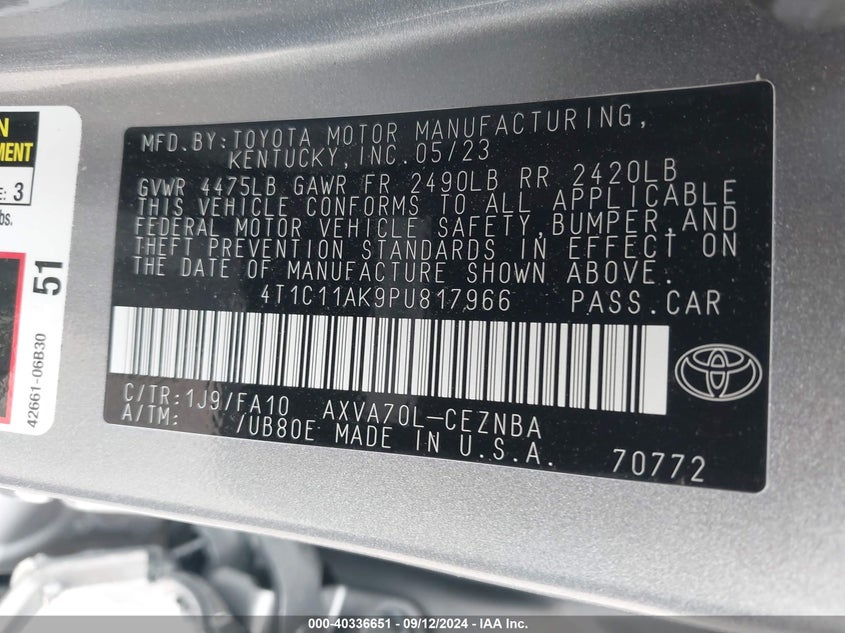 N
MENT
E: 3
bs.
51
42661-06B30
MFD.BY:TOYOTA MOTOR MANUFACTURING,
KENTUCKY,INC.05/23
GVWR 4475LB GAWR FR 2490LB RR 2420LB
THIS VEHICLE CONFORMS TO ALL APPLICABLE
FEDERAL MOTOR VEHICLE SAFETY,BUMPER,AND
THEFT PREVENTION STANDARDS IN EFFECT ON
THE DATE OF MANUFACTURE SHOWN ABOVE.
4T1C11AK9PU817966 PASS.CAR
C/TR:1J9/FA10 AXVA70L-CEZNBA
A/TM: /UB80E MADE IN U.S.A. 70772
000-40336651 - 09/12/2024 - IAA Inc.